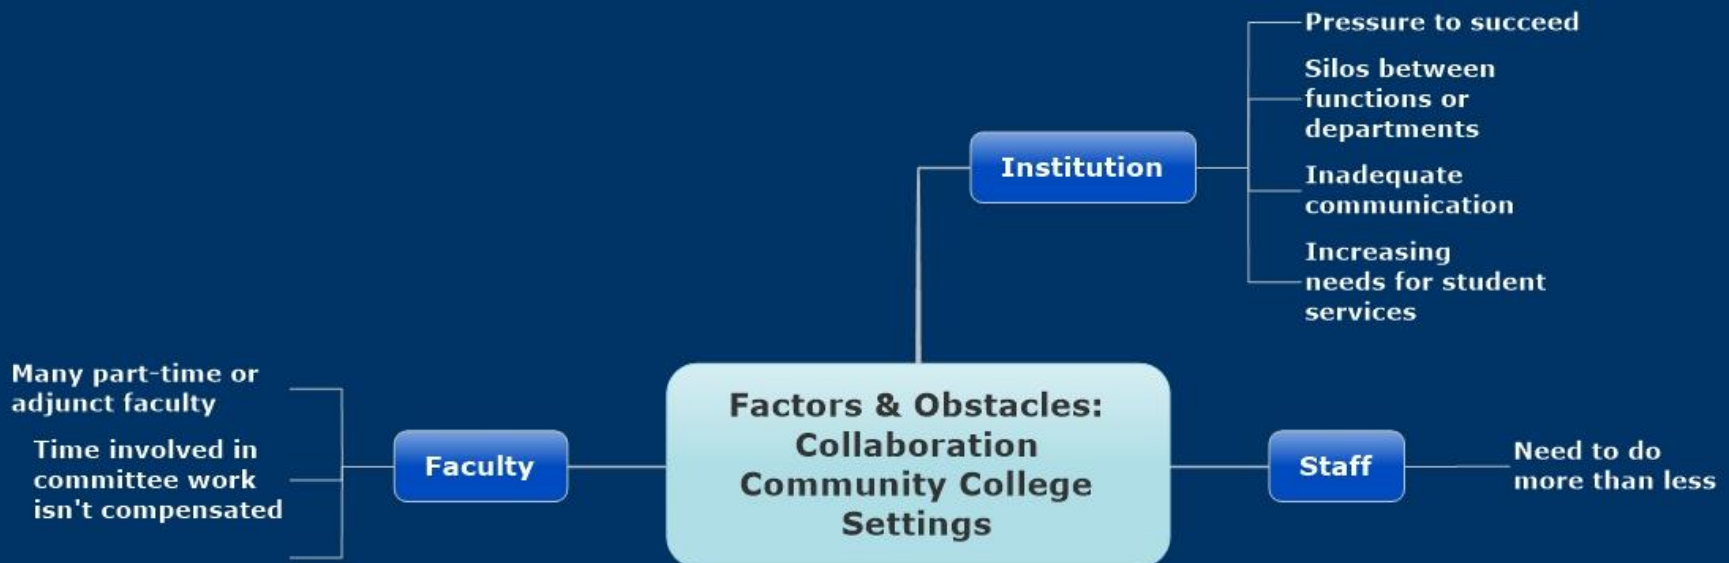 Pressure to succeed
Silos between
functions or
departments
Institution
Inadequate
communication
Increasing
needs for student
services
Many part-time or
adjunct faculty
Time involved in
committee work
isn't compensated
Faculty
Factors & Obstacles:
Collaboration
Community College
Settings
Staff
Need to do
more than less